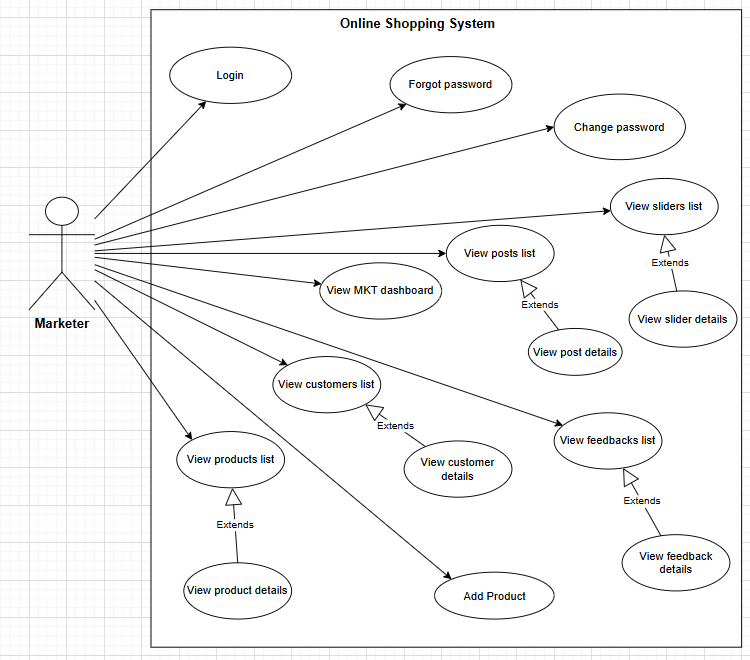 Online Shopping System
Login
Forgot password
Change password
View sliders list
View posts list
Extends
View MKT dashboard
Extends
Marketer
View slider details
View post details
View customers list
Extends
View feedbacks list
View products list
View customer
details
Extends
Extends
View feedback
details
View product details
Add Product